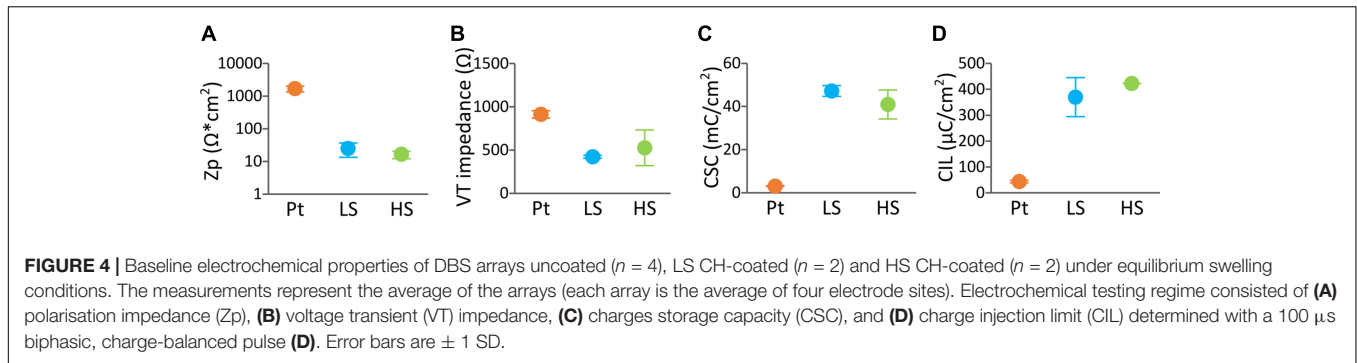 A
B
C
D
Zp (Ω*cm²)
10000
1000
100
10
1
Pt LS HS
VT impedance (Ω)
1500
1000
500
0
Pt LS HS
CSC (mC/cm²)
60
40
20
0
Pt LS HS
CIL (μC/cm²)
500
400
300
200
100
0
Pt LS HS
FIGURE 4 | Baseline electrochemical properties of DBS arrays uncoated (n = 4), LS CH-coated (n = 2) and HS CH-coated (n = 2) under equilibrium swelling
conditions. The measurements represent the average of the arrays (each array is the average of four electrode sites). Electrochemical testing regime consisted of (A)
polarisation impedance (Zp), (B) voltage transient (VT) impedance, (C) charges storage capacity (CSC), and (D) charge injection limit (CIL) determined with a 100 μs
biphasic, charge-balanced pulse (D). Error bars are ± 1 SD.